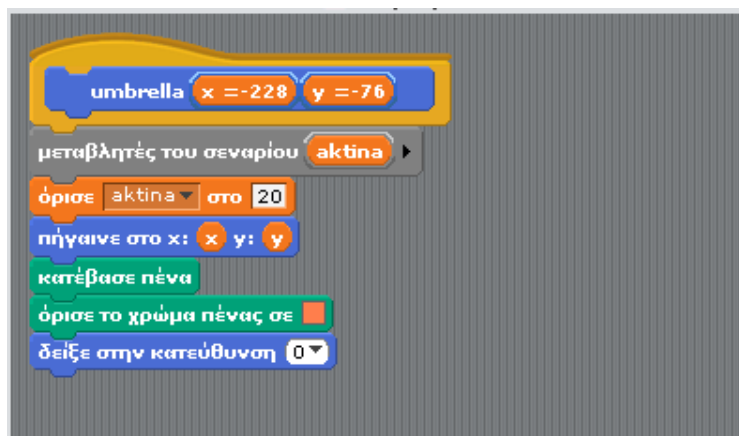 umbrella x =-228 y =-76
μεταβλητές του σεναρίου aktina
όρισε aktina στο 20
πήγαινε στο x: x y: y
κατέβασε πένα
όρισε το χρώμα πένας σε
δείξε στην κατεύθυνση 0